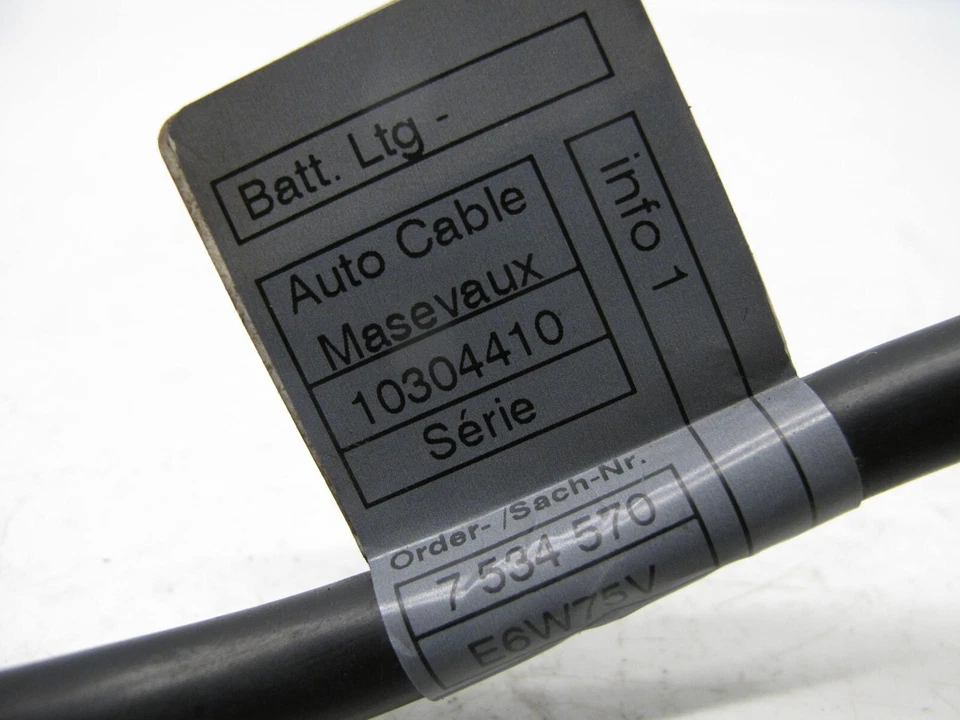 Batt. Ltg -
Auto Cable
Masevaux
10304410
Série
info 1
Order- /Sach-Nr.
7 534 570
E6W75V